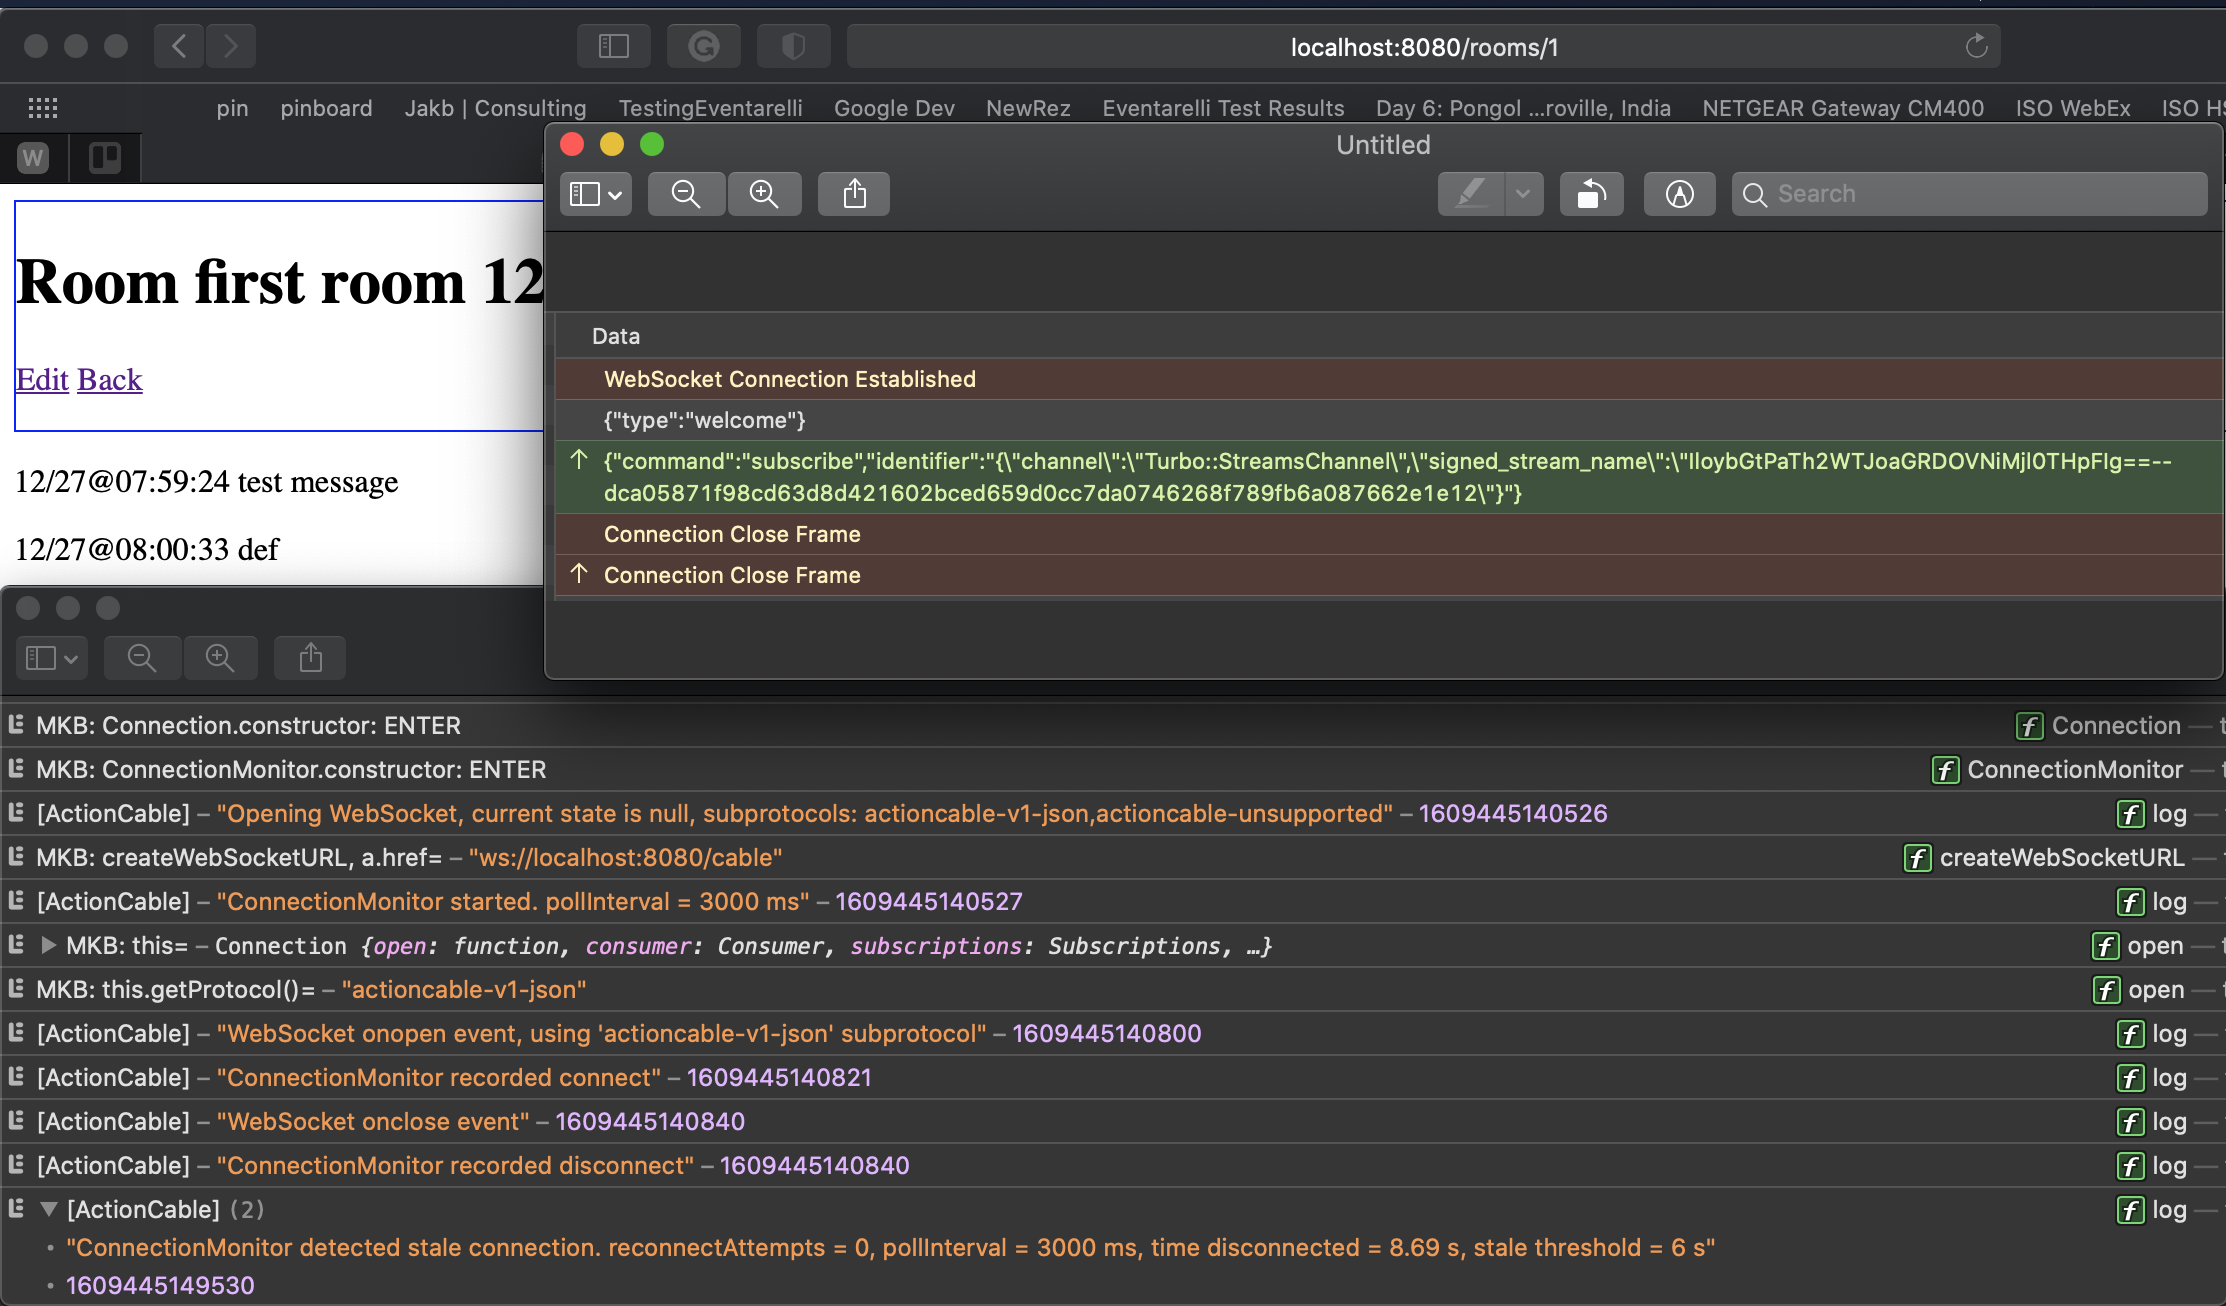 localhost:8080/rooms/1
pin pinboard Jakb | Consulting TestingEventarelli Google Dev NewRez Eventarelli Test Results Day 6: Pongol ...roville, India NETGEAR Gateway CM400 ISO WebEx ISO HS
W
Untitled
Search
Room first room 12
Edit Back
12/27@07:59:24 test message
12/27@08:00:33 def
Data
WebSocket Connection Established
{"type":"welcome"}
{"command":"subscribe","identifier":"{\"channel\":\"Turbo::StreamsChannel\",\"signed_stream_name\":\"IloybGtPaTh2WTJoaGRDOVNiMjl0THpFIg==--
dca05871f98cd63d8d421602bced659d0cc7da0746268f789fb6a087662e1e12\"}"}
Connection Close Frame
Connection Close Frame
MKB: Connection.constructor: ENTER f Connection —
MKB: ConnectionMonitor.constructor: ENTER f ConnectionMonitor —
[ActionCable] – "Opening WebSocket, current state is null, subprotocols: actioncable-v1-json,actioncable-unsupported" – 1609445140526 f log —
MKB: createWebSocketURL, a.href= – "ws://localhost:8080/cable" f createWebSocketURL —
[ActionCable] – "ConnectionMonitor started. pollInterval = 3000 ms" – 1609445140527 f log —
MKB: this= – Connection {open: function, consumer: Consumer, subscriptions: Subscriptions, …} f open —
MKB: this.getProtocol()= – "actioncable-v1-json" f open —
[ActionCable] – "WebSocket onopen event, using 'actioncable-v1-json' subprotocol" – 1609445140800 f log —
[ActionCable] – "ConnectionMonitor recorded connect" – 1609445140821 f log —
[ActionCable] – "WebSocket onclose event" – 1609445140840 f log —
[ActionCable] – "ConnectionMonitor recorded disconnect" – 1609445140840 f log —
[ActionCable] (2) f log —
• "ConnectionMonitor detected stale connection. reconnectAttempts = 0, pollInterval = 3000 ms, time disconnected = 8.69 s, stale threshold = 6 s"
• 1609445149530